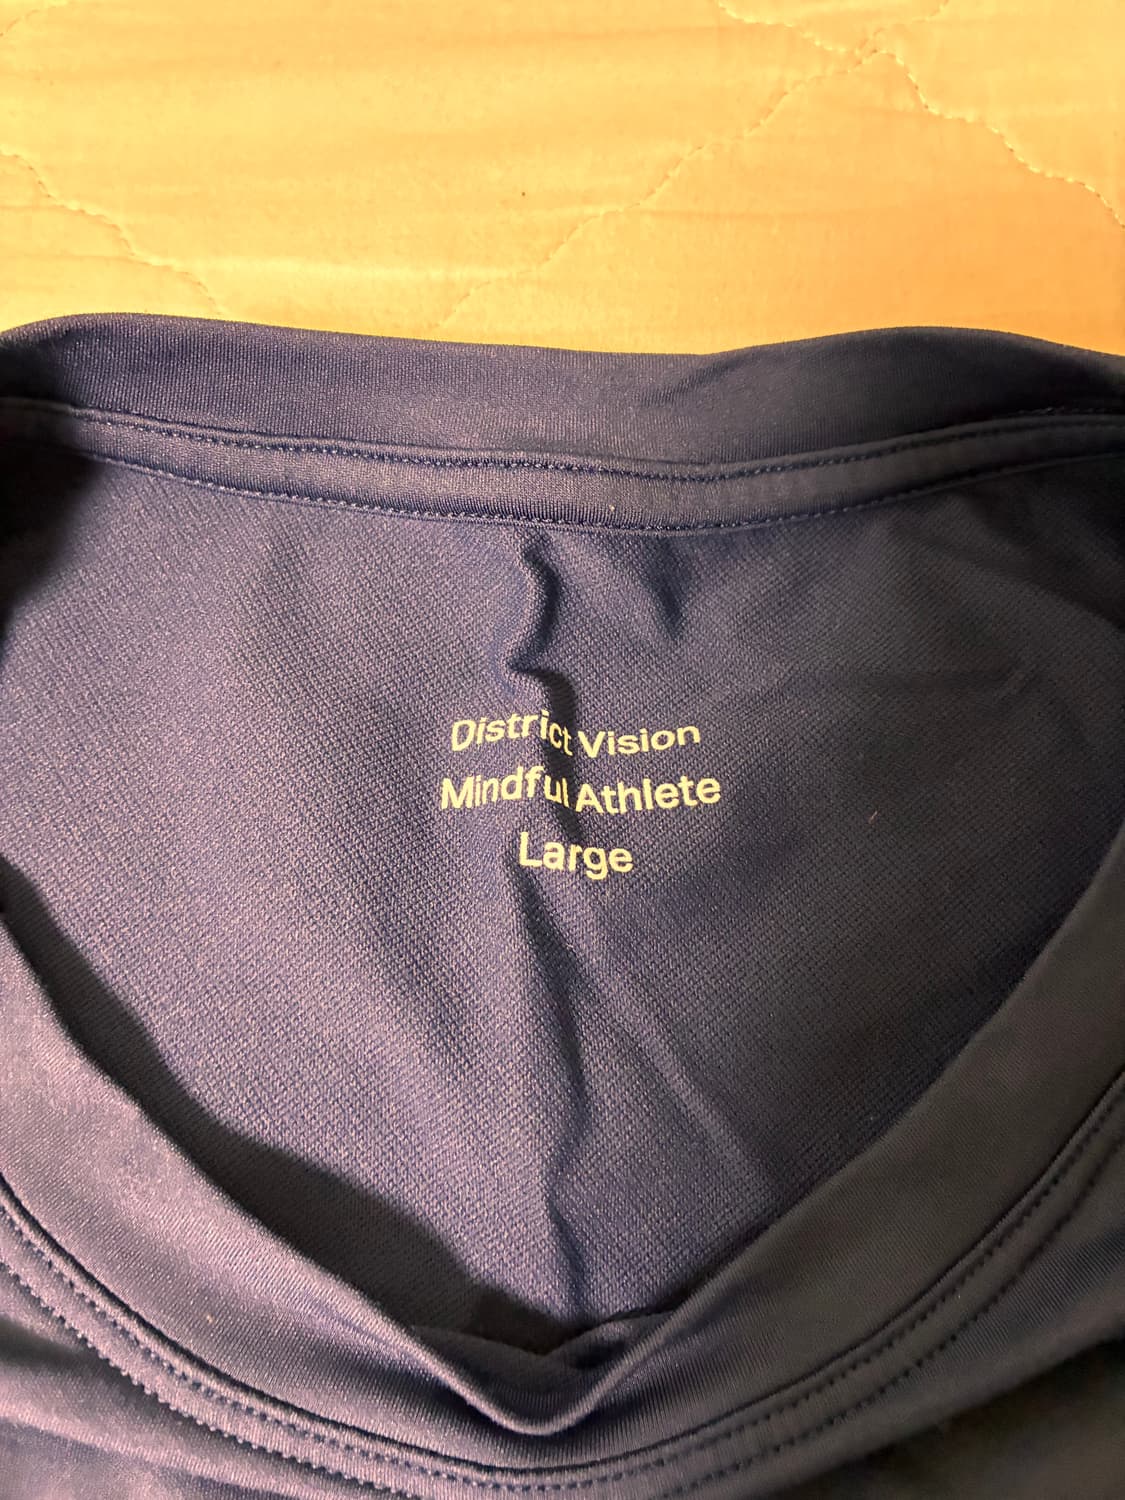 District Vision
Mindful Athlete
Large